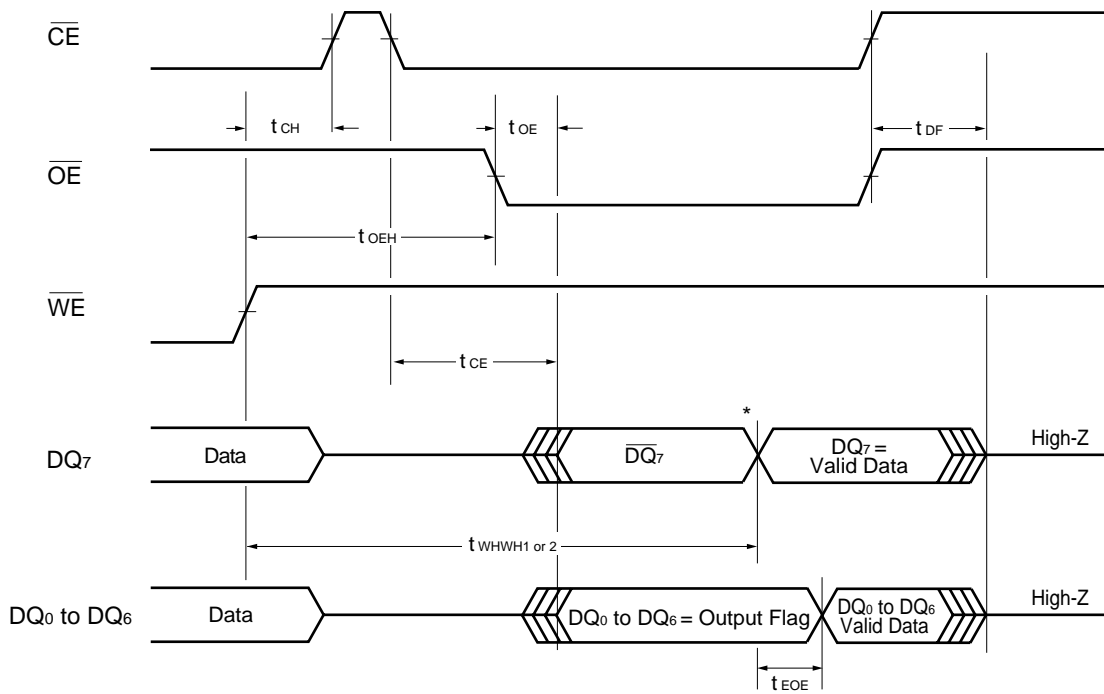 CE
tCH
tOE
tDF
OE
tOEH
WE
tCE
*
DQ7
Data
DQ7
DQ7 =
Valid Data
High-Z
tWHWH1 or 2
DQ0 to DQ6
Data
DQ0 to DQ6 = Output Flag
DQ0 to DQ6
Valid Data
High-Z
tEOE